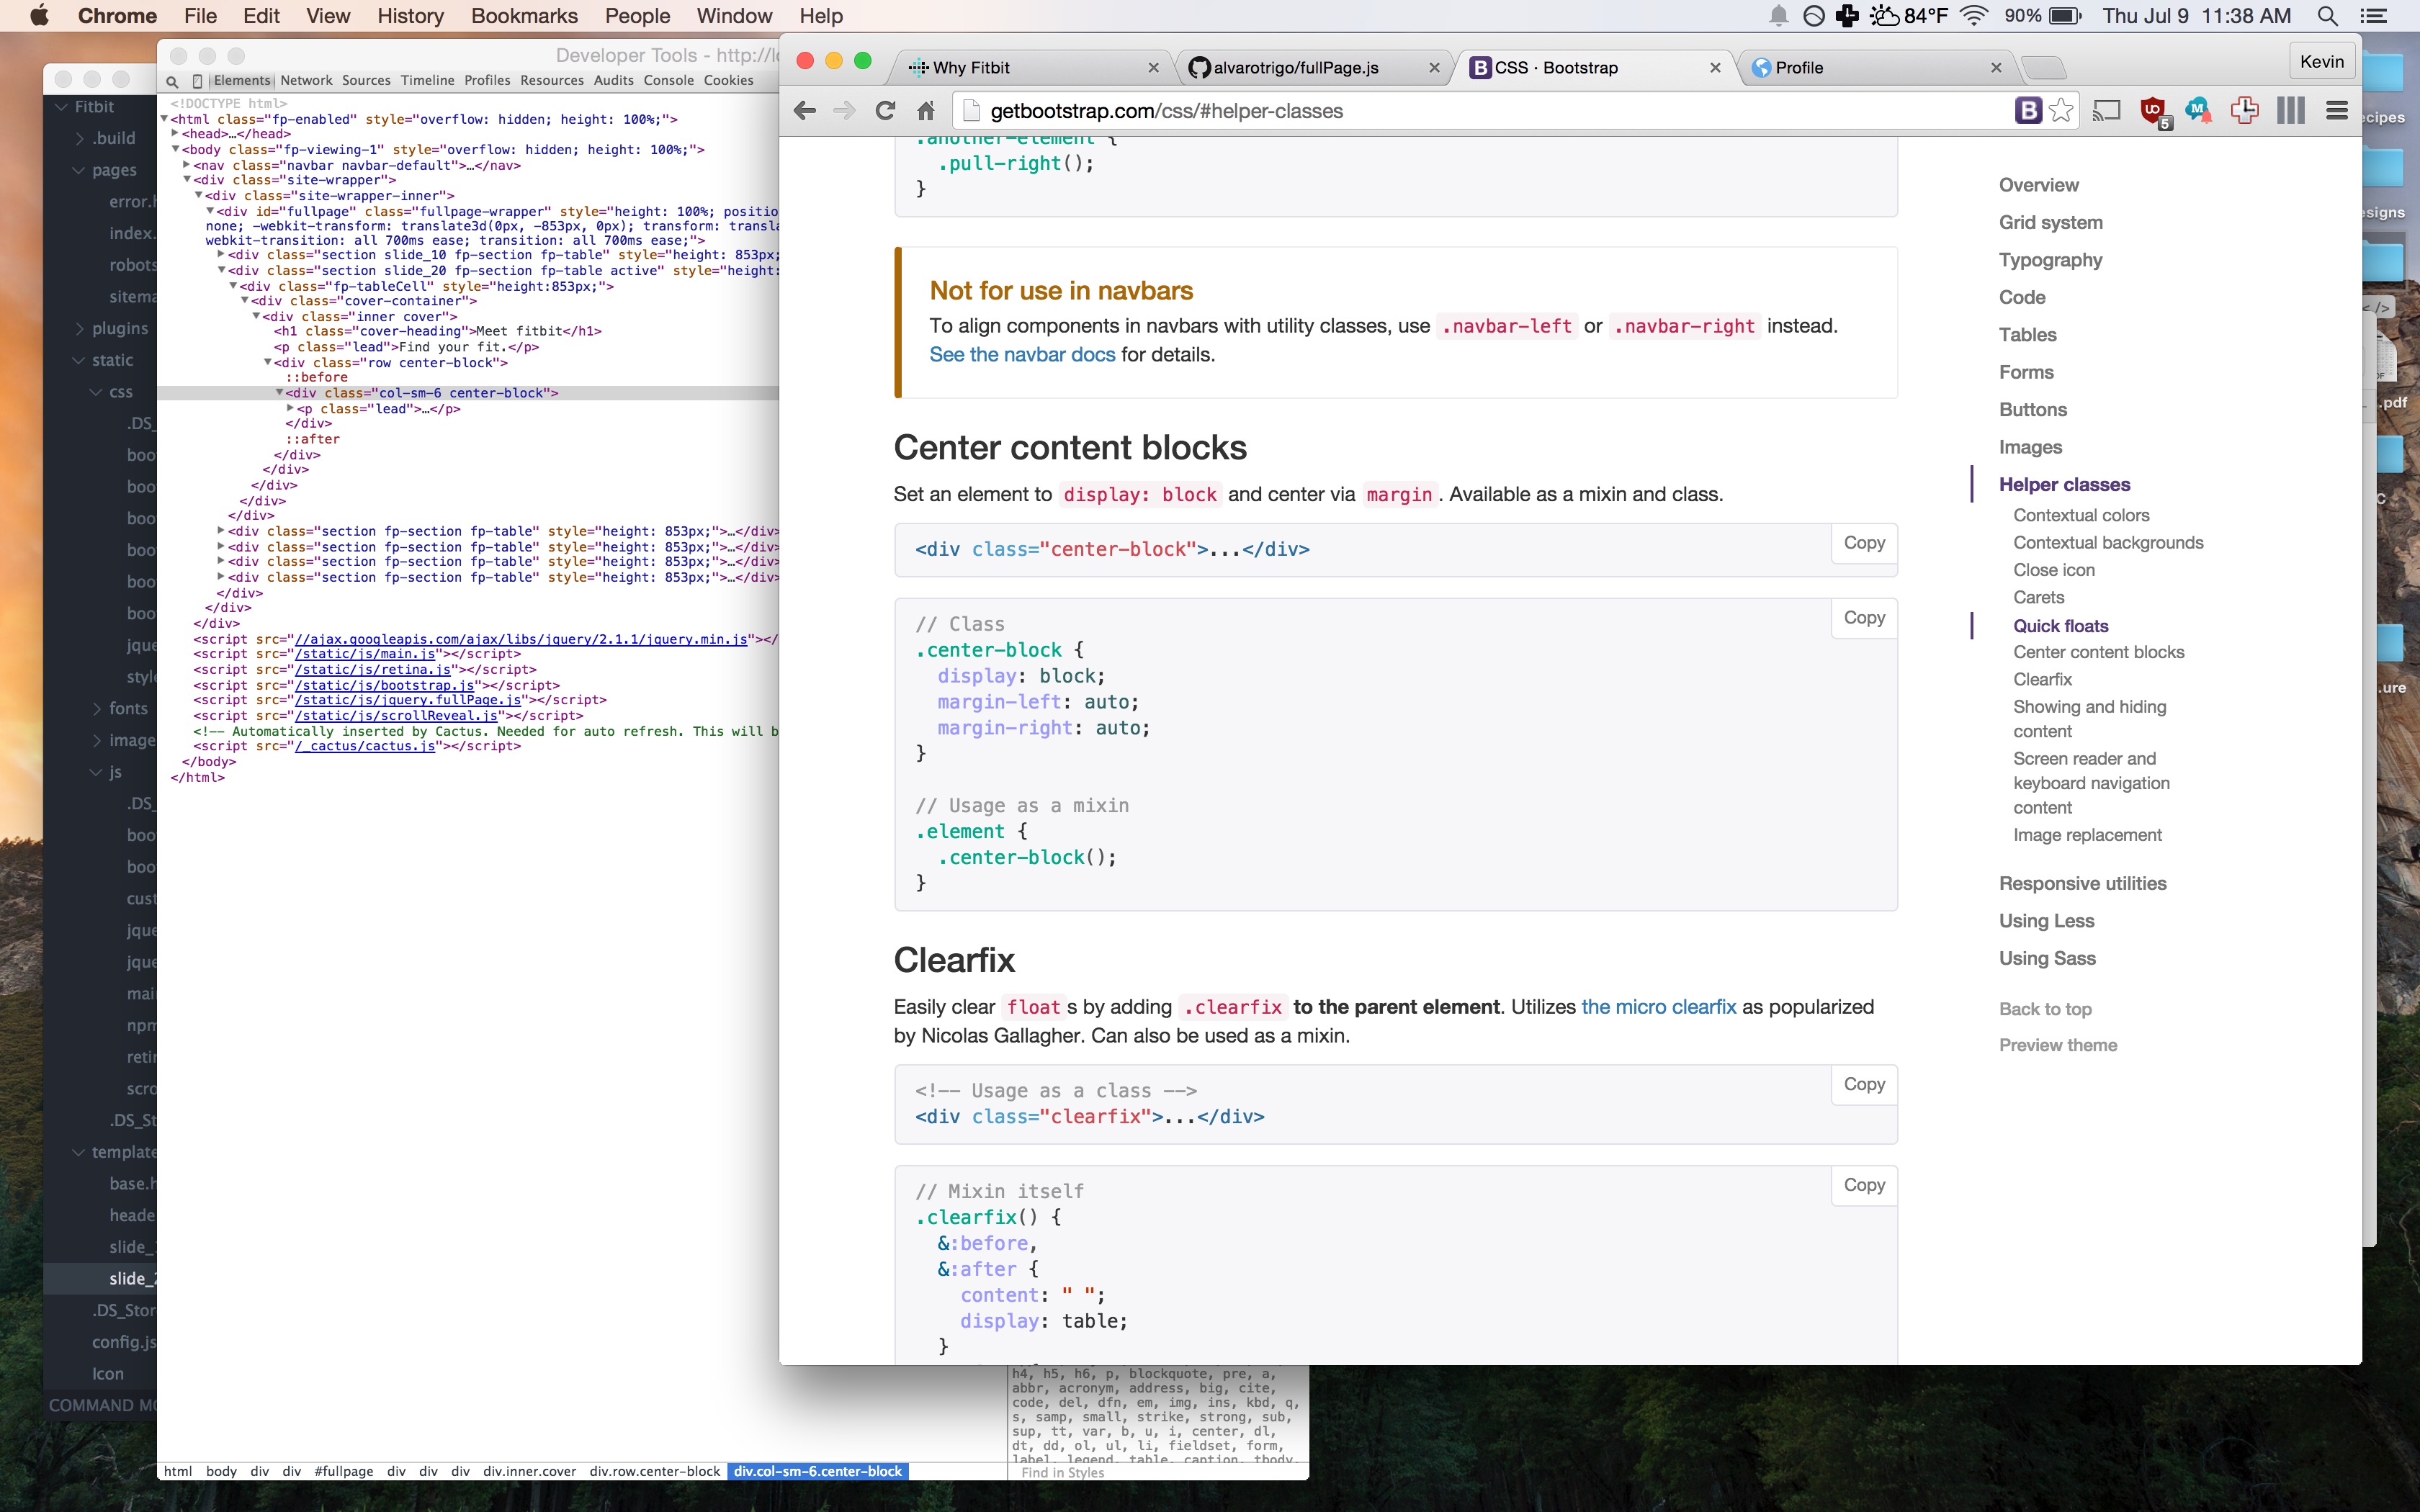 Chrome File Edit View History Bookmarks People Window Help
84°F 90% Thu Jul 9 11:38 AM
Fitbit
.build
pages
error.h
index.
robots
sitema
plugins
static
css
.DS_
boo
boo
boo
boo
boo
boo
jque
style
fonts
image
js
.DS_
boo
boo
cust
jque
jque
mai
npm
retin
scro
.DS_St
template
base.h
heade
slide_
slide_2
.DS_Stor
config.js
Icon
COMMAND MO
Developer Tools - http://lo
Elements Network Sources Timeline Profiles Resources Audits Console Cookies
<!DOCTYPE html>
<html class="fp-enabled" style="overflow: hidden; height: 100%;">
<head>…</head>
<body class="fp-viewing-1" style="overflow: hidden; height: 100%;">
<nav class="navbar navbar-default">…</nav>
<div class="site-wrapper">
<div class="site-wrapper-inner">
<div id="fullpage" class="fullpage-wrapper" style="height: 100%; positio
none; -webkit-transform: translate3d(0px, -853px, 0px); transform: transla
webkit-transition: all 700ms ease; transition: all 700ms ease;">
<div class="section slide_10 fp-section fp-table" style="height: 853px;
<div class="section slide_20 fp-section fp-table active" style="height:
<div class="fp-tableCell" style="height:853px;">
<div class="cover-container">
<div class="inner cover">
<h1 class="cover-heading">Meet fitbit</h1>
<p class="lead">Find your fit.</p>
<div class="row center-block">
::before
<div class="col-sm-6 center-block">
<p class="lead">…</p>
</div>
::after
</div>
</div>
</div>
</div>
</div>
<div class="section fp-section fp-table" style="height: 853px;">…</div>
<div class="section fp-section fp-table" style="height: 853px;">…</div>
<div class="section fp-section fp-table" style="height: 853px;">…</div>
<div class="section fp-section fp-table" style="height: 853px;">…</div>
</div>
</div>
</div>
<script src="//ajax.googleapis.com/ajax/libs/jquery/2.1.1/jquery.min.js"></
<script src="/static/js/main.js"></script>
<script src="/static/js/retina.js"></script>
<script src="/static/js/bootstrap.js"></script>
<script src="/static/js/jquery.fullPage.js"></script>
<script src="/static/js/scrollReveal.js"></script>
<!-- Automatically inserted by Cactus. Needed for auto refresh. This will b
<script src="/_cactus/cactus.js"></script>
</body>
</html>
html body div div #fullpage div div div div.inner.cover div.row.center-block div.col-sm-6.center-block
h4, h5, h6, p, blockquote, pre, a,
abbr, acronym, address, big, cite,
code, del, dfn, em, img, ins, kbd, q,
s, samp, small, strike, strong, sub,
sup, tt, var, b, u, i, center, dl,
dt, dd, ol, ul, li, fieldset, form,
label, legend, table, caption, tbody,
Find in Styles
Why Fitbit
alvarotrigo/fullPage.js
CSS · Bootstrap
Profile
Kevin
getbootstrap.com/css/#helper-classes
5
.another-element {
.pull-right();
}
Not for use in navbars
To align components in navbars with utility classes, use .navbar-left or .navbar-right instead.
See the navbar docs for details.
Center content blocks
Set an element to display: block and center via margin. Available as a mixin and class.
<div class="center-block">...</div>
Copy
// Class
Copy
.center-block {
display: block;
margin-left: auto;
margin-right: auto;
}
// Usage as a mixin
.element {
.center-block();
}
Clearfix
Easily clear floats by adding .clearfix to the parent element. Utilizes the micro clearfix as popularized
by Nicolas Gallagher. Can also be used as a mixin.
<!-- Usage as a class -->
Copy
<div class="clearfix">...</div>
// Mixin itself
Copy
.clearfix() {
&:before,
&:after {
content: " ";
display: table;
}
Overview
Grid system
Typography
Code
Tables
Forms
Buttons
Images
Helper classes
Contextual colors
Contextual backgrounds
Close icon
Carets
Quick floats
Center content blocks
Clearfix
Showing and hiding
content
Screen reader and
keyboard navigation
content
Image replacement
Responsive utilities
Using Less
Using Sass
Back to top
Preview theme
ecipes
esigns
.pdf
.ure